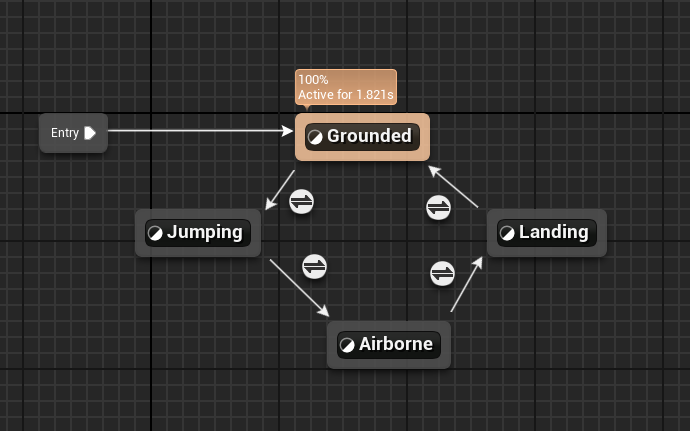 100%
Active for 1.821s
Entry
Grounded
Jumping
Landing
Airborne